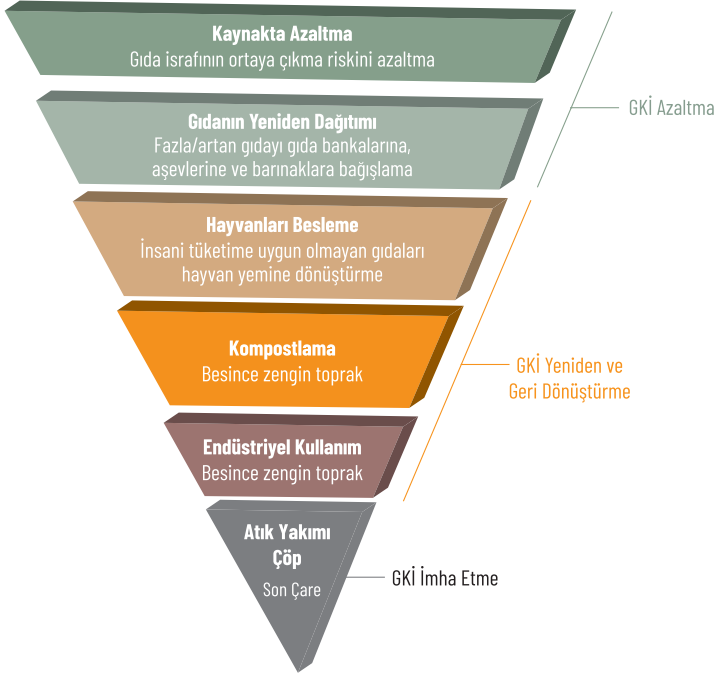 Kaynakta Azaltma
Gıda israfının ortaya çıkma riskini azaltma
GKİ Azaltma
Gıdanın Yeniden Dağıtımı
Fazla/artan gıdayı gıda bankalarına,
aşevlerine ve barınaklara bağışlama
Hayvanları Besleme
İnsani tüketime uygun olmayan gıdaları
hayvan yemine dönüştürme
Kompostlama
Besince zengin toprak
GKİ Yeniden ve
Geri Dönüştürme
Endüstriyel Kullanım
Besince zengin toprak
Atık Yakımı
Çöp
Son Çare
GKİ İmha Etme